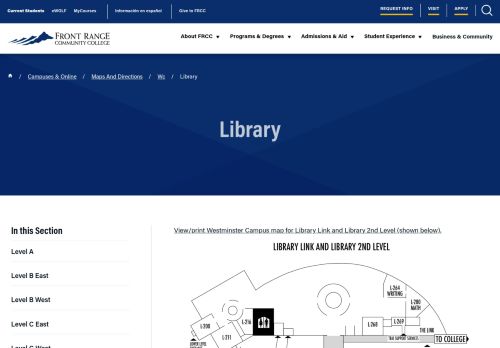 Current Students eWOLF MyCourses Información en español Give to FRCC REQUEST INFO VISIT APPLY
FRONT RANGE
COMMUNITY COLLEGE
About FRCC Programs & Degrees Admissions & Aid Student Experience Business & Community
/ Campuses & Online / Maps And Directions / Wc / Library
Library
In this Section
Level A
Level B East
Level B West
Level C East
View/print Westminster Campus map for Library Link and Library 2nd Level (shown below).
LIBRARY LINK AND LIBRARY 2ND LEVEL
L-264
WRITING
L-280
MATH
L-216
L-268
L-269
L-200
L-211
THE LINK
TO COLLEGE
TRIO SUPPORT SERVICES
LOWER LEVEL